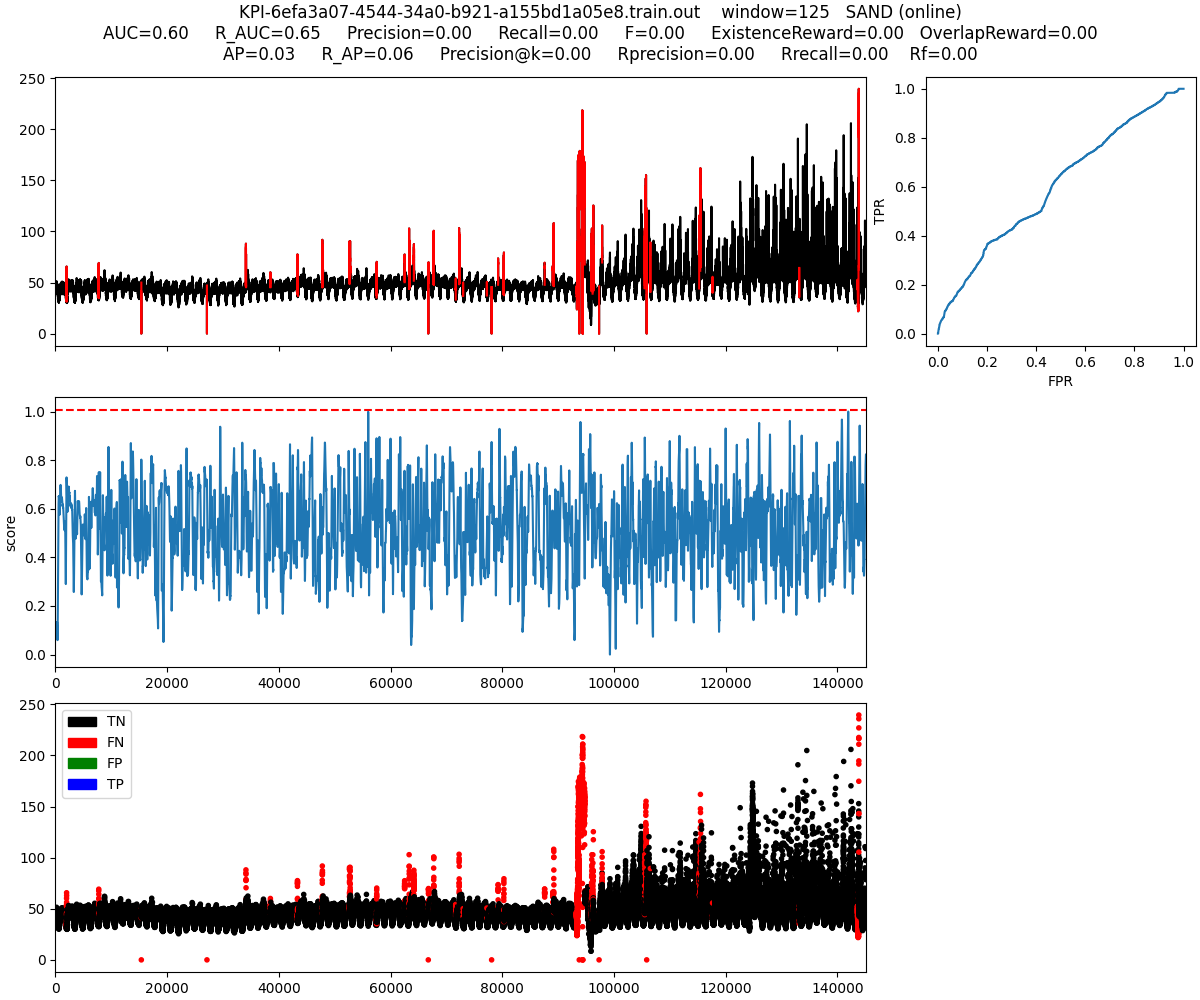 KPI-6efa3a07-4544-34a0-b921-a155bd1a05e8.train.out window=125 SAND (online)
AUC=0.60 R_AUC=0.65 Precision=0.00 Recall=0.00 F=0.00 ExistenceReward=0.00 OverlapReward=0.00
AP=0.03 R_AP=0.06 Precision@k=0.00 Rprecision=0.00 Rrecall=0.00 Rf=0.00
250
200
150
100
50
0
1.0
0.8
0.6
0.4
0.2
0.0
TPR
0.0 0.2 0.4 0.6 0.8 1.0
FPR
1.0
0.8
0.6
0.4
0.2
0.0
score
0 20000 40000 60000 80000 100000 120000 140000
250
200
150
100
50
0
TN
FN
FP
TP
0 20000 40000 60000 80000 100000 120000 140000